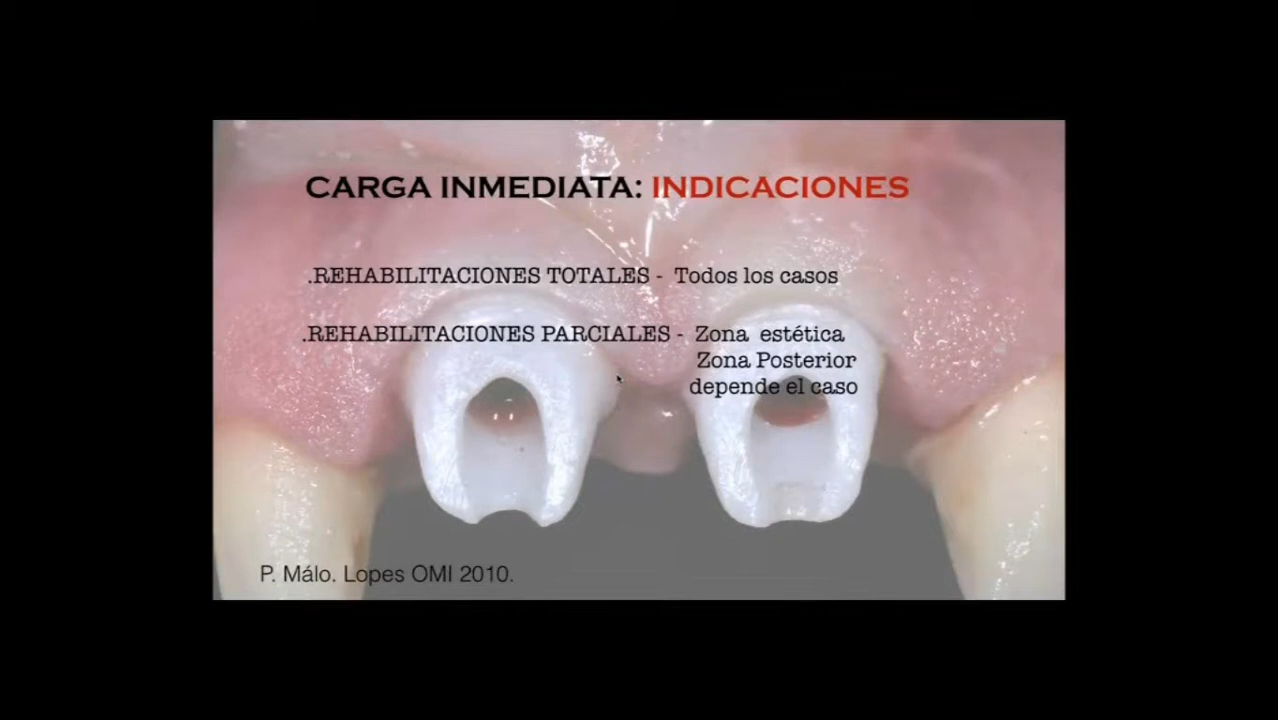 CARGA INMEDIATA: INDICACIONES
.REHABILITACIONES TOTALES - Todos los casos
.REHABILITACIONES PARCIALES - Zona estética
Zona Posterior
depende el caso
P. Málo. Lopes OMI 2010.